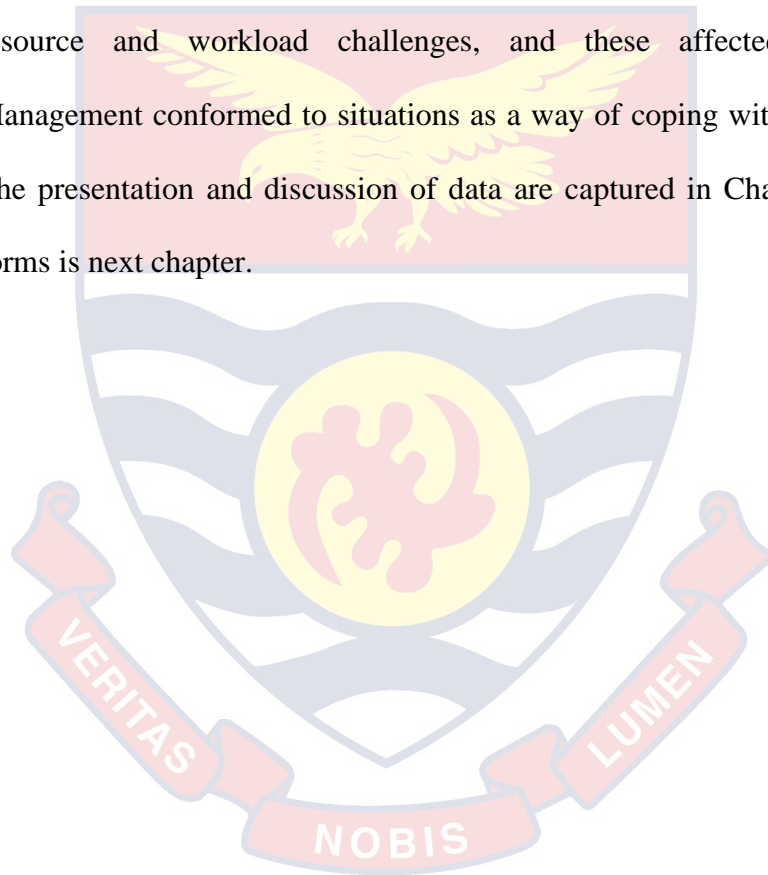 esource and workload challenges, and these affected
Management conformed to situations as a way of coping wit
he presentation and discussion of data are captured in Cha
orms is next chapter.
VERITAS
NOBIS
LUMEN